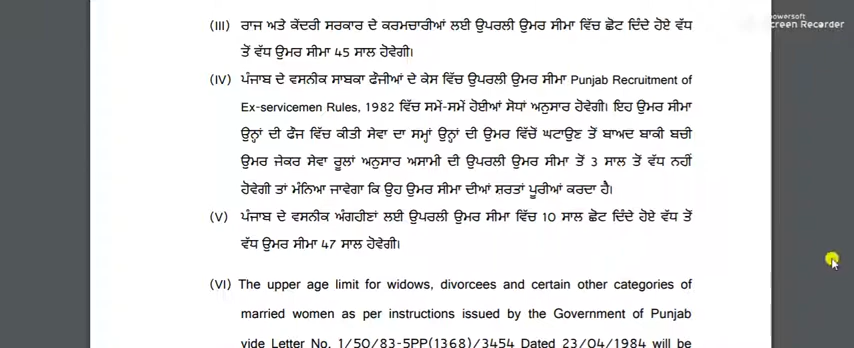 owersoft
creen Recorder
(III) ਰਾਜ ਅਤੇ ਕੇਂਦਰੀ ਸਰਕਾਰ ਦੇ ਕਰਮਚਾਰੀਆਂ ਲਈ ਉਪਰਲੀ ਉਮਰ ਸੀਮਾ ਵਿੱਚ ਛੋਟ ਦਿੰਦੇ ਹੋਏ ਵੱਧ
ਤੋਂ ਵੱਧ ਉਮਰ ਸੀਮਾ 45 ਸਾਲ ਹੋਵੇਗੀ।
(IV) ਪੰਜਾਬ ਦੇ ਵਸਨੀਕ ਸਾਬਕਾ ਫੌਜੀਆਂ ਦੇ ਕੇਸ ਵਿੱਚ ਉਪਰਲੀ ਉਮਰ ਸੀਮਾ Punjab Recruitment of
Ex-servicemen Rules, 1982 ਵਿੱਚ ਸਮੇਂ-ਸਮੇਂ ਹੋਈਆਂ ਸੋਧਾਂ ਅਨੁਸਾਰ ਹੋਵੇਗੀ। ਇਹ ਉਮਰ ਸੀਮਾ
ਉਨ੍ਹਾਂ ਦੀ ਫੌਜ ਵਿੱਚ ਕੀਤੀ ਸੇਵਾ ਦਾ ਸਮ੍ਹਾਂ ਉਨ੍ਹਾਂ ਦੀ ਉਮਰ ਵਿੱਚੋਂ ਘਟਾਉਣ ਤੋਂ ਬਾਅਦ ਬਾਕੀ ਬਚੀ
ਉਮਰ ਜੇਕਰ ਸੇਵਾ ਰੂਲਾਂ ਅਨੁਸਾਰ ਅਸਾਮੀ ਦੀ ਉਪਰਲੀ ਉਮਰ ਸੀਮਾ ਤੋਂ 3 ਸਾਲ ਤੋਂ ਵੱਧ ਨਹੀਂ
ਹੋਵੇਗੀ ਤਾਂ ਮੰਨਿਆ ਜਾਵੇਗਾ ਕਿ ਉਹ ਉਮਰ ਸੀਮਾ ਦੀਆਂ ਸ਼ਰਤਾਂ ਪੂਰੀਆਂ ਕਰਦਾ ਹੈ।
(V) ਪੰਜਾਬ ਦੇ ਵਸਨੀਕ ਅੰਗਹੀਣਾਂ ਲਈ ਉਪਰਲੀ ਉਮਰ ਸੀਮਾ ਵਿੱਚ 10 ਸਾਲ ਛੋਟ ਦਿੰਦੇ ਹੋਏ ਵੱਧ ਤੋਂ
ਵੱਧ ਉਮਰ ਸੀਮਾ 47 ਸਾਲ ਹੋਵੇਗੀ।
(VI) The upper age limit for widows, divorcees and certain other categories of
married women as per instructions issued by the Government of Punjab
vide Letter No. 1/50/83-5PP(1368)/3454 Dated 23/04/1984 will be